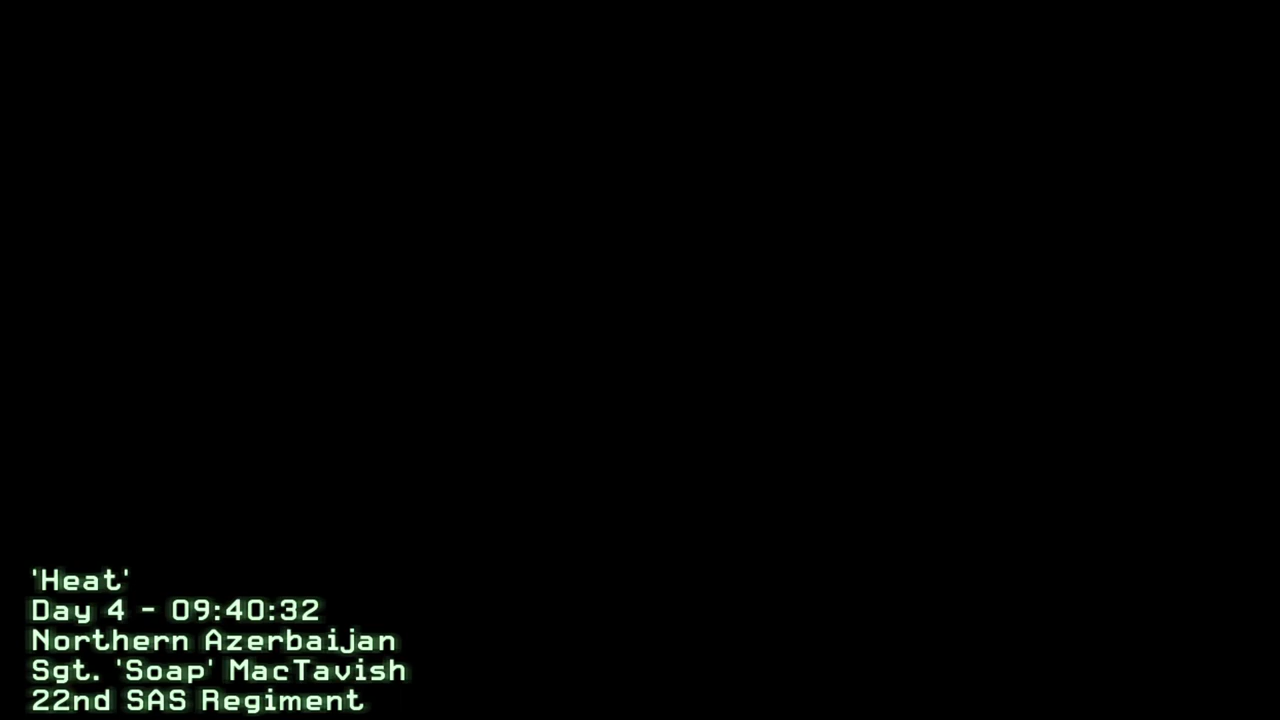 'Heat'
Day 4 - 09:40:32
Northern Azerbaijan
Sgt. 'Soap' MacTavish
22nd SAS Regiment